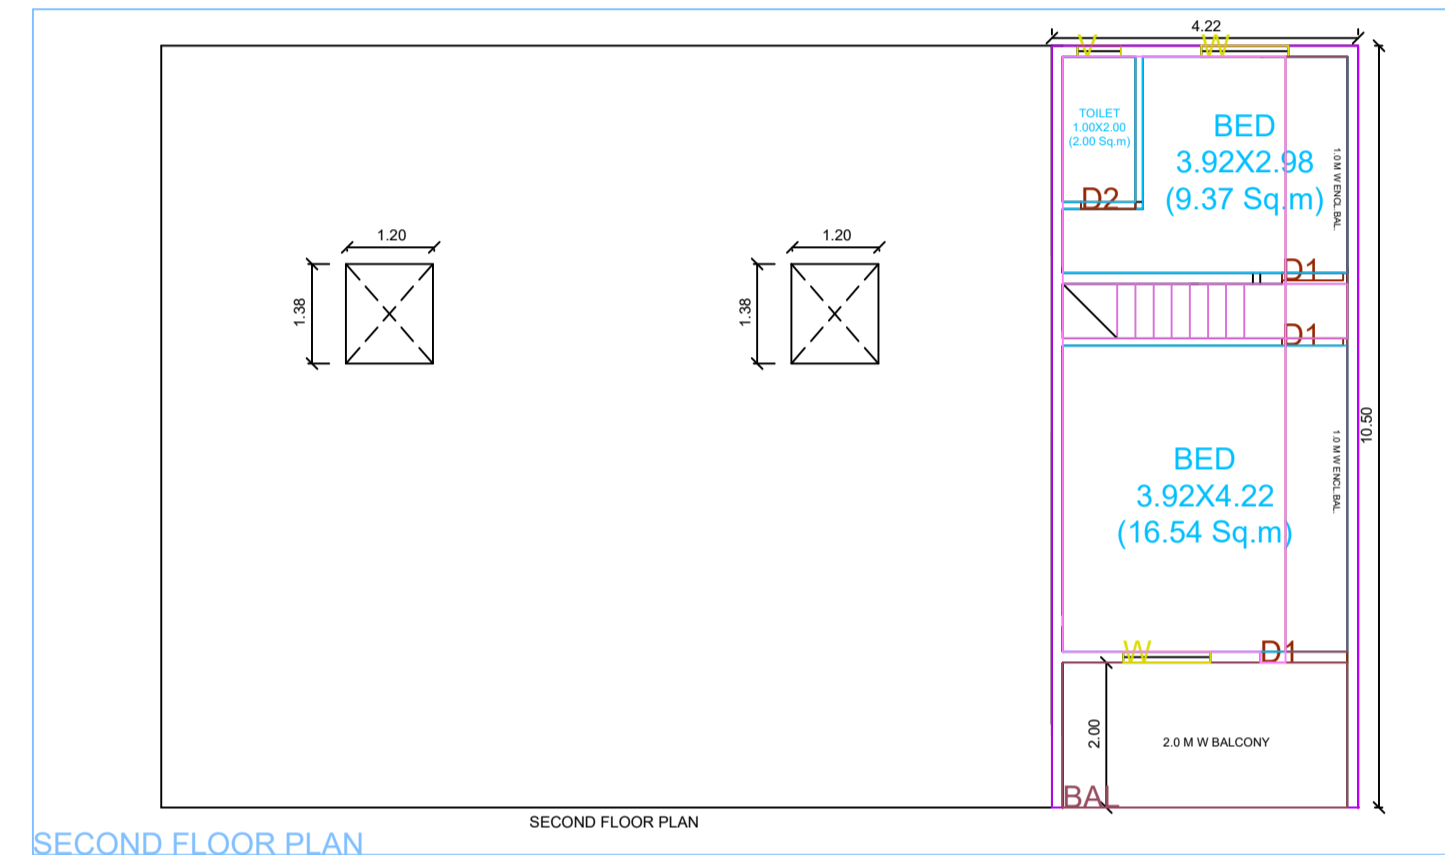 4.22
V
W
TOILET
1.00X2.00
(2.00 Sq.m)
BED
3.92X2.98
(9.37 Sq.m)
1.0 M W ENCL.BAL.
D2
1.20
1.20
1.38
1.38
D1
D1
10.50
BED
3.92X4.22
(16.54 Sq.m)
1.0 M W ENCL.BAL.
W
D1
2.00
2.0 M W BALCONY
BAL
SECOND FLOOR PLAN
SECOND FLOOR PLAN